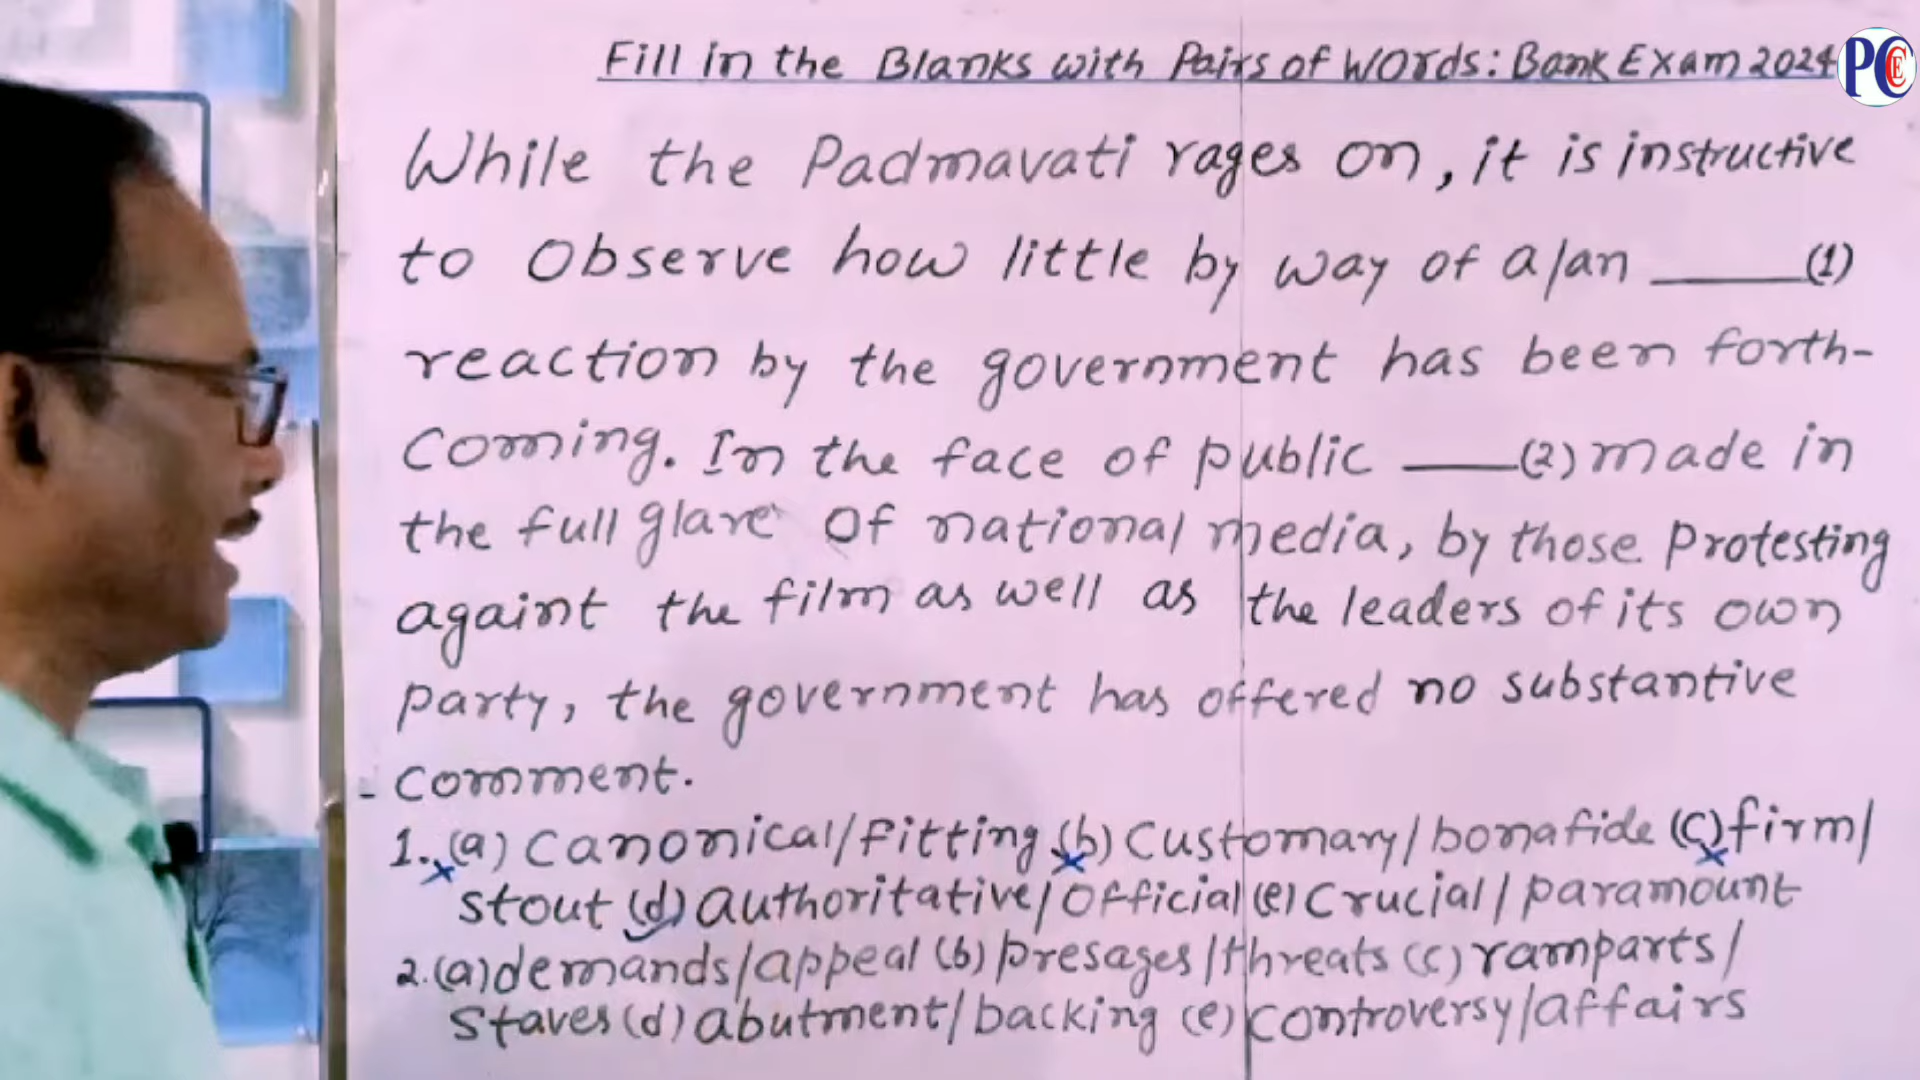 Fill in the Blanks with Pairs of Words: Bank Exam 2024
PCEC
While the Padmavati rages on, it is instructive
to observe how little by way of a/an ______(1)
reaction by the government has been forth-
coming. In the face of public ____(2) made in
the full glare of national media, by those protesting
againt the film as well as the leaders of its own
party, the government has offered no substantive
- comment.
1. (a) Canonical/fitting (b) Customary/bonafide (c) firm/
stout (d) authoritative/official (e) Crucial/paramount
2. (a) demands/appeal (b) presages/threats (c) ramparts/
staves (d) abutment/backing (e) controversy/affairs